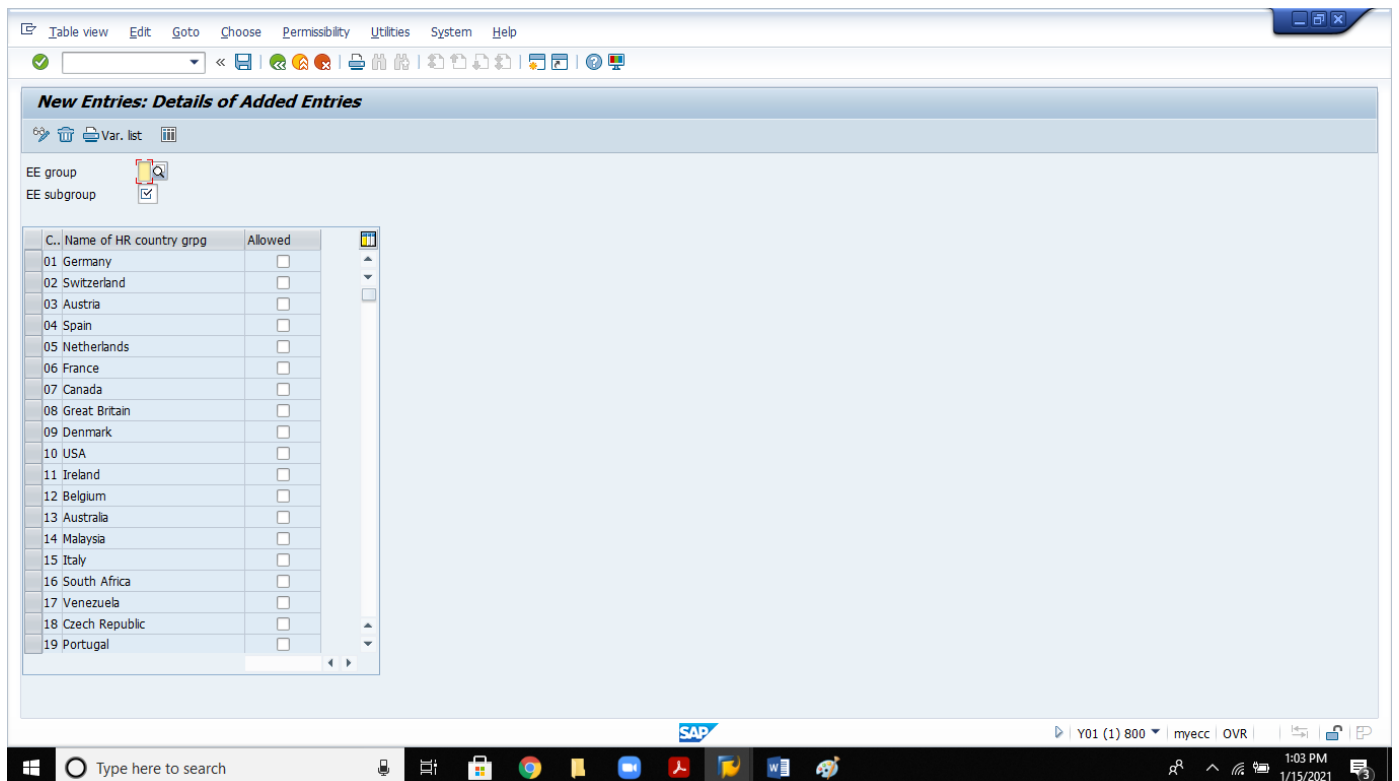 Table view Edit Goto Choose Permissibility Utilities System Help
New Entries: Details of Added Entries
Var. list
EE group
EE subgroup
C.. Name of HR country grpg Allowed
01 Germany
02 Switzerland
03 Austria
04 Spain
05 Netherlands
06 France
07 Canada
08 Great Britain
09 Denmark
10 USA
11 Ireland
12 Belgium
13 Australia
14 Malaysia
15 Italy
16 South Africa
17 Venezuela
18 Czech Republic
19 Portugal
SAP Y01 (1) 800 myecc OVR
Type here to search
1:03 PM
1/15/2021
3